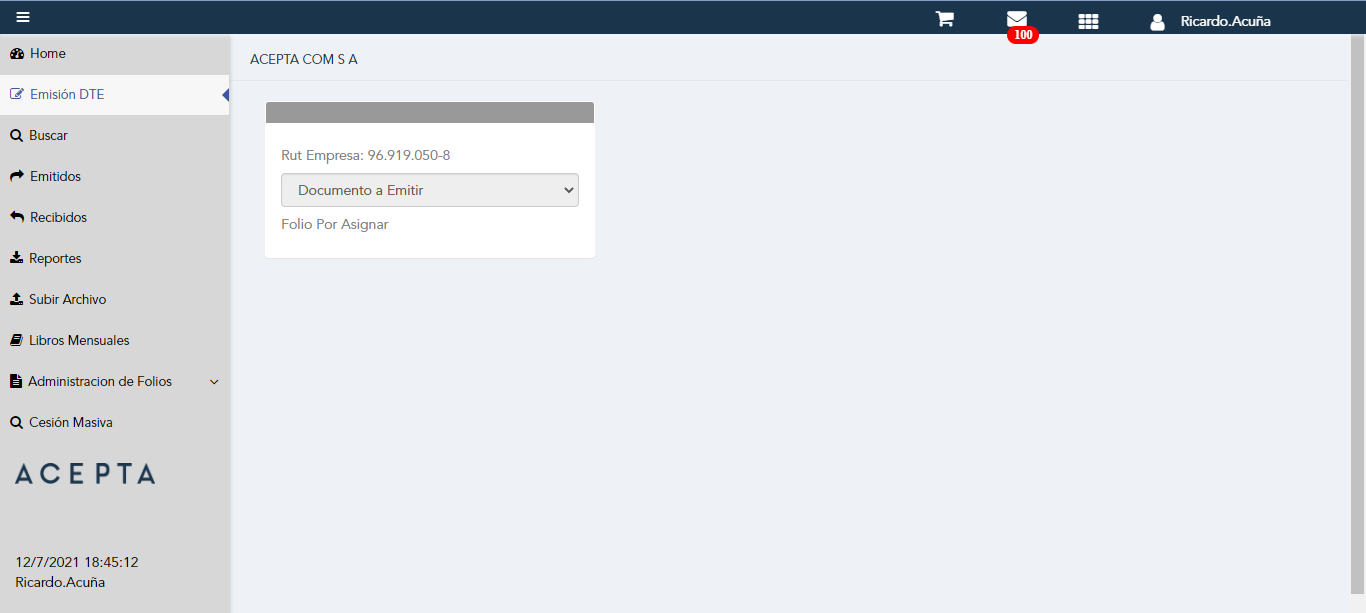 Ricardo.Acuña
100
Home
Emisión DTE
Buscar
Emitidos
Recibidos
Reportes
Subir Archivo
Libros Mensuales
Administracion de Folios
Cesión Masiva
ACEPTA
12/7/2021 18:45:12
Ricardo.Acuña
ACEPTA COM S A
Rut Empresa: 96.919.050-8
Documento a Emitir
Folio Por Asignar